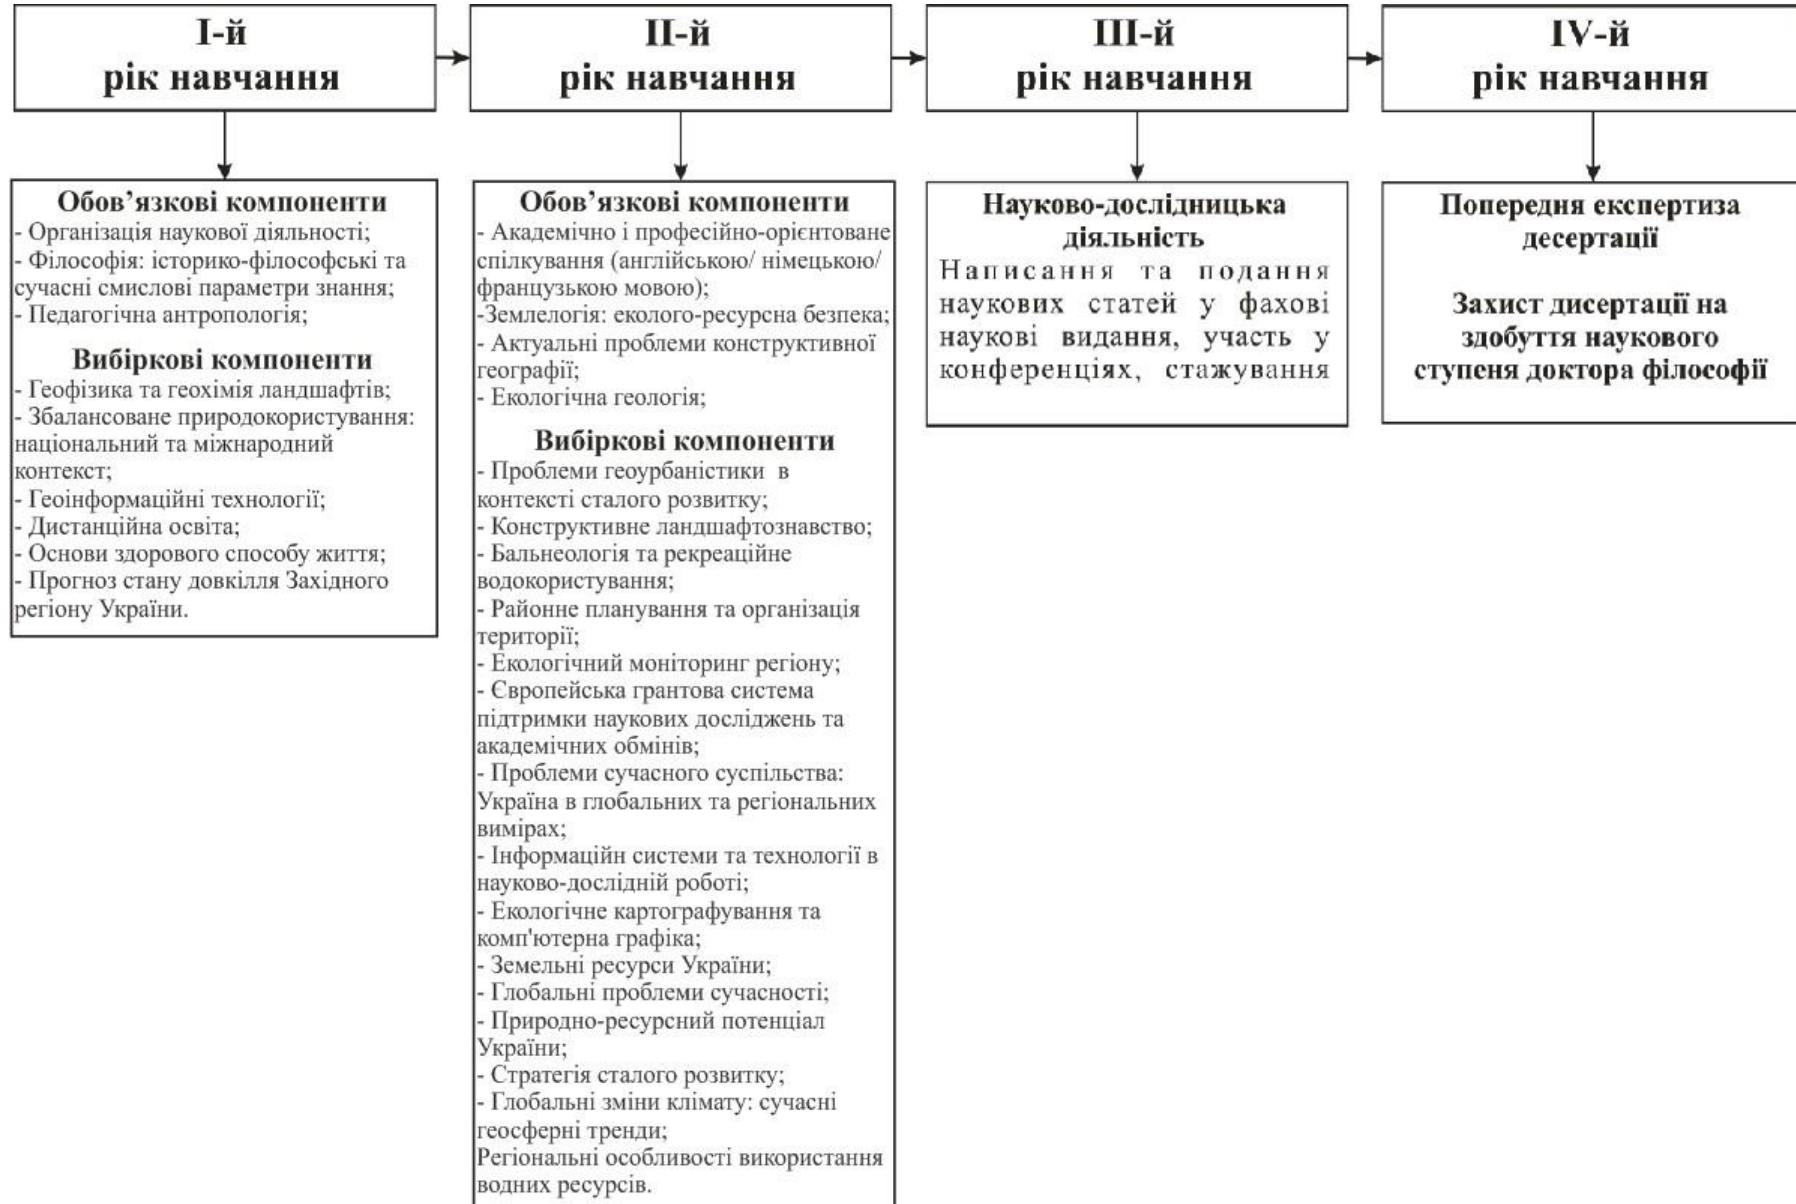 I-й
рік навчання
II-й
рік навчання
III-й
рік навчання
IV-й
рік навчання
Обов’язкові компоненти
- Організація наукової діяльності;
- Філософія: історико-філософські та
сучасні смислові параметри знання;
- Педагогічна антропологія;
Вибіркові компоненти
- Геофізика та геохімія ландшафтів;
- Збалансоване природокористування:
національний та міжнародний
контекст;
- Геоінформаційні технології;
- Дистанційна освіта;
- Основи здорового способу життя;
- Прогноз стану довкілля Західного
регіону України.
Обов’язкові компоненти
- Академічно і професійно-орієнтоване
спілкування (англійською/ німецькою/
французькою мовою);
-Землелогія: еколого-ресурсна безпека;
- Актуальні проблеми конструктивної
географії;
- Екологічна геологія;
Вибіркові компоненти
- Проблеми геоурбаністики в
контексті сталого розвитку;
- Конструктивне ландшафтознавство;
- Бальнеологія та рекреаційне
водокористування;
- Районне планування та організація
території;
- Екологічний моніторинг регіону;
- Європейська грантова система
підтримки наукових досліджень та
академічних обмінів;
- Проблеми сучасного суспільства:
Україна в глобальних та регіональних
вимірах;
- Інформаційн системи та технології в
науково-дослідній роботі;
- Екологічне картографування та
комп'ютерна графіка;
- Земельні ресурси України;
- Глобальні проблеми сучасності;
- Природно-ресурсний потенціал
України;
- Стратегія сталого розвитку;
- Глобальні зміни клімату: сучасні
геосферні тренди;
Регіональні особливості використання
водних ресурсів.
Науково-дослідницька
діяльність
Написання та подання
наукових статей у фахові
наукові видання, участь у
конференціях, стажування
Попередня експертиза
десертації
Захист дисертації на
здобуття наукового
ступеня доктора філософії